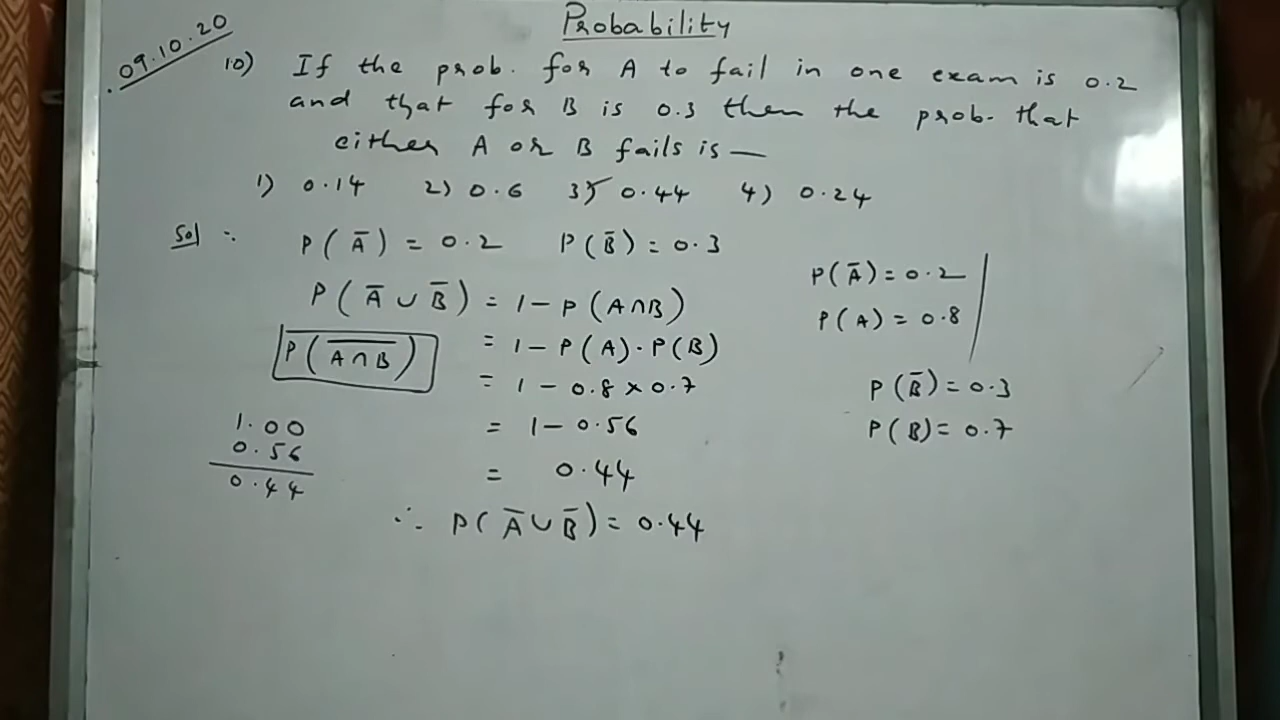 Probability
09.10.20
10) If the prob. for A to fail in one exam is 0.2
and that for B is 0.3 then the prob. that
either A or B fails is —
1) 0.14 2) 0.6 3) 0.44 4) 0.24
Sol :. P(Ā) = 0.2 P(B̄) = 0.3
P(Ā ∪ B̄) = 1 - P(A∩B)
P(A̅∩̅B̅) = 1 - P(A)·P(B)
= 1 - 0.8 × 0.7
= 1 - 0.56
= 0.44
∴ P(Ā∪B̄) = 0.44
1.00
0.56
0.44
P(Ā) = 0.2
P(A) = 0.8
P(B̄) = 0.3
P(B) = 0.7